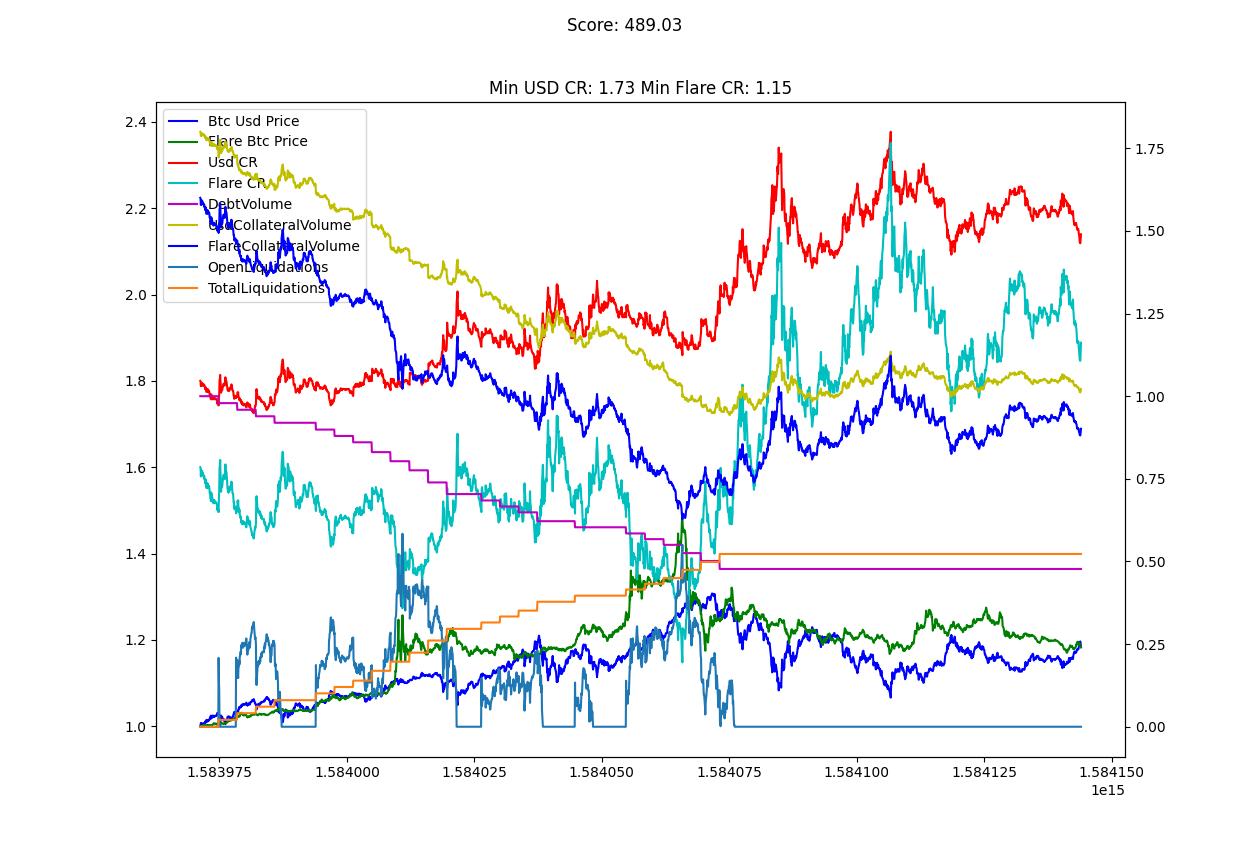 Score: 489.03
Min USD CR: 1.73 Min Flare CR: 1.15
Btc Usd Price
Flare Btc Price
Usd CR
Flare CR
DebtVolume
UsdCollateralVolume
FlareCollateralVolume
OpenLiquidations
TotalLiquidations
2.4
2.2
2.0
1.8
1.6
1.4
1.2
1.0
1.75
1.50
1.25
1.00
0.75
0.50
0.25
0.00
1.583975 1.584000 1.584025 1.584050 1.584075 1.584100 1.584125 1.584150
1e15